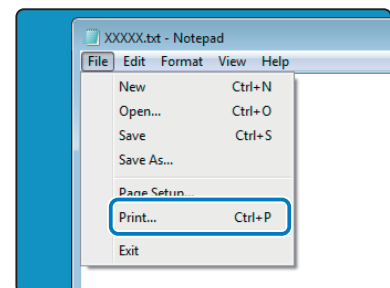 XXXXX.txt - Notepad
File Edit Format View Help
New Ctrl+N
Open... Ctrl+O
Save Ctrl+S
Save As...
Page Setup...
Print... Ctrl+P
Exit